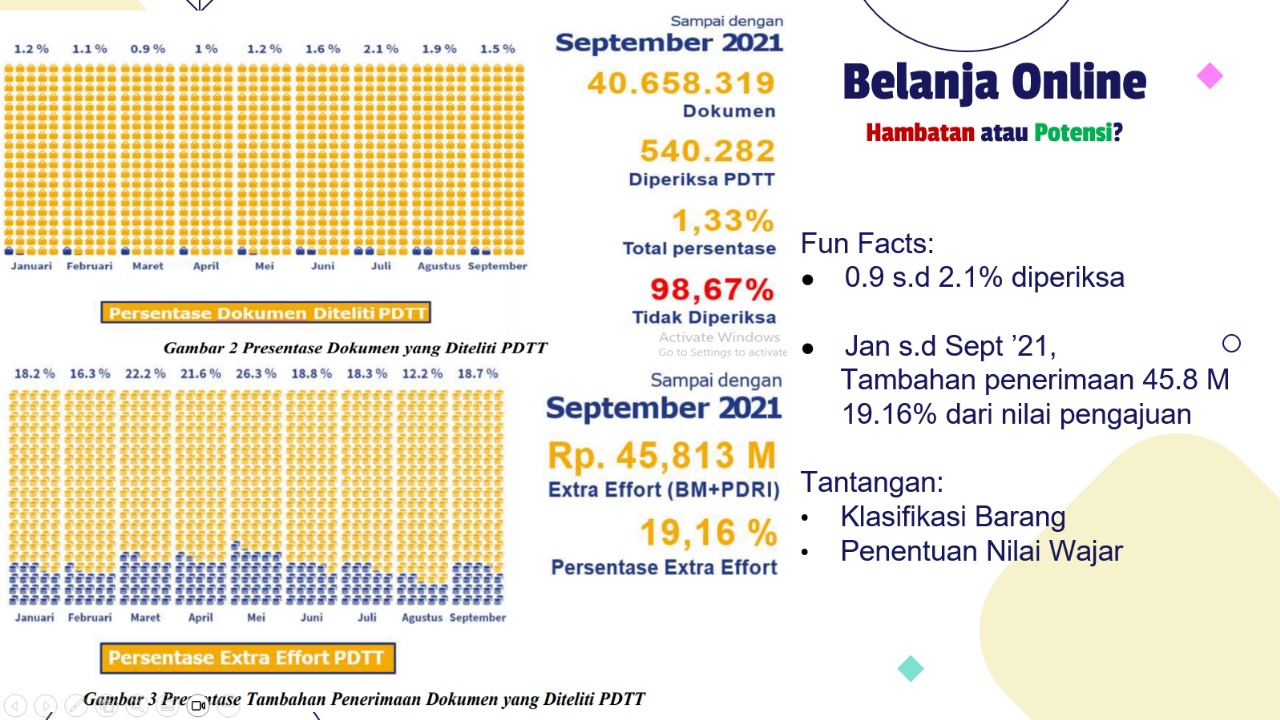 1.2 % 1.1 % 0.9 % 1 % 1.2 % 1.6 % 2.1 % 1.9 % 1.5 %
Januari Februari Maret April Mei Juni Juli Agustus September
Persentase Dokumen Diteliti PDTT
Gambar 2 Presentase Dokumen yang Diteliti PDTT
Sampai dengan
September 2021
40.658.319
Dokumen
540.282
Diperiksa PDTT
1,33%
Total persentase
98,67%
Tidak Diperiksa
Activate Windows
Go to Settings to activate
18.2 % 16.3 % 22.2 % 21.6 % 26.3 % 18.8 % 18.3 % 12.2 % 18.7 %
Januari Februari Maret April Mei Juni Juli Agustus September
Persentase Extra Effort PDTT
Gambar 3 Presentase Tambahan Penerimaan Dokumen yang Diteliti PDTT
Sampai dengan
September 2021
Rp. 45,813 M
Extra Effort (BM+PDRI)
19,16 %
Persentase Extra Effort
Belanja Online
Hambatan atau Potensi?
Fun Facts:
● 0.9 s.d 2.1% diperiksa
● Jan s.d Sept ’21,
Tambahan penerimaan 45.8 M
19.16% dari nilai pengajuan
Tantangan:
• Klasifikasi Barang
• Penentuan Nilai Wajar